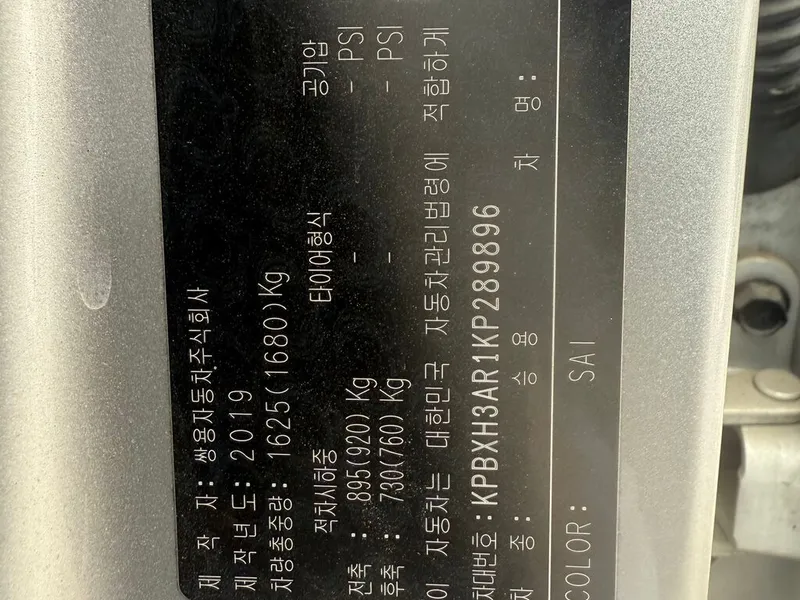 제 작 자: 쌍용자동차주식회사
제 작 년 도: 2019
차량총중량: 1625(1680)Kg
적차시하중 타이어형식 공기압
전축 : 895(920) Kg - - PSI
후축 : 730(760) Kg - - PSI
이 자동차는 대한민국 자동차관리법령에 적합하게
차대번호:KPBXH3AR1KP289896
차 종: 승 용 차 명:
COLOR: SAI